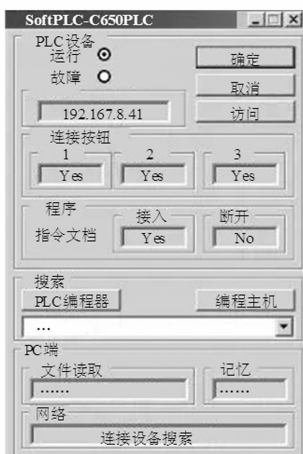 SoftPLC-C650PLC
PLC设备
运行
故障
确定
取消
192.167.8.41
访问
连接按钮
1 2 3
Yes Yes Yes
程序
接入 断开
指令文档 Yes No
搜索
PLC编程器 编程主机
...
PC端
文件读取 记忆
...... ......
网络
连接设备搜索